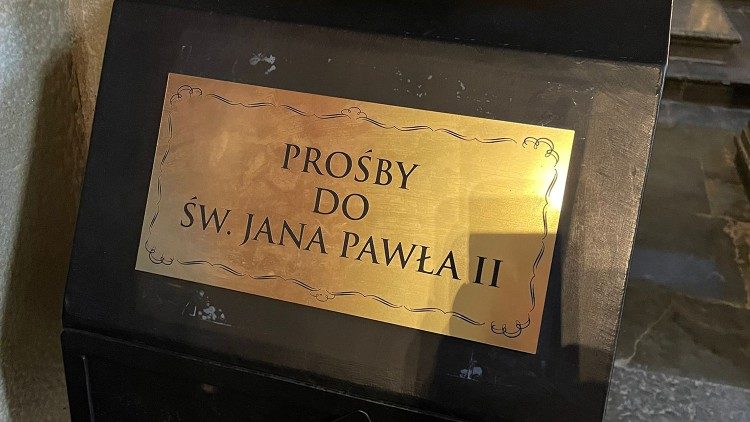 PROŚBY
DO
ŚW. JANA PAWŁA II